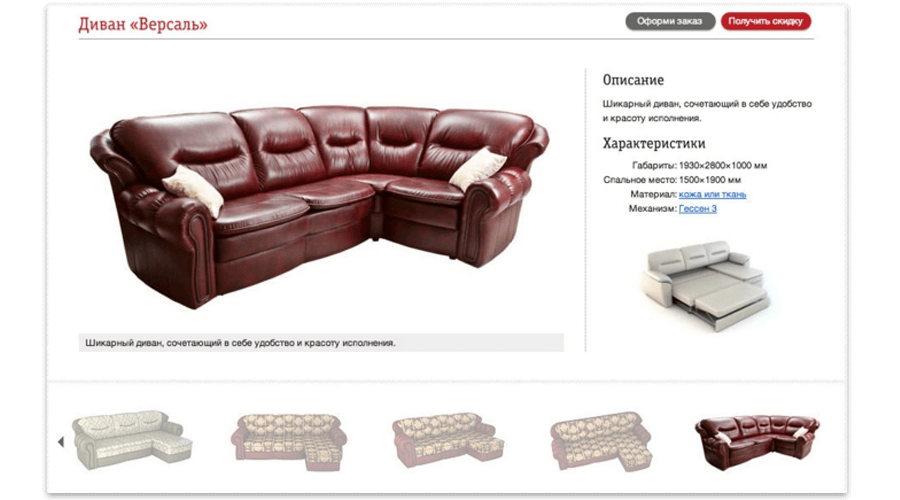 Диван «Версаль»
Оформи заказ
Получить скидку
Описание
Шикарный диван, сочетающий в себе удобство
и красоту исполнения.
Характеристики
Габариты: 1930×2800×1000 мм
Спальное место: 1500×1900 мм
Материал: кожа или ткань
Механизм: Гессен 3
Шикарный диван, сочетающий в себе удобство и красоту исполнения.